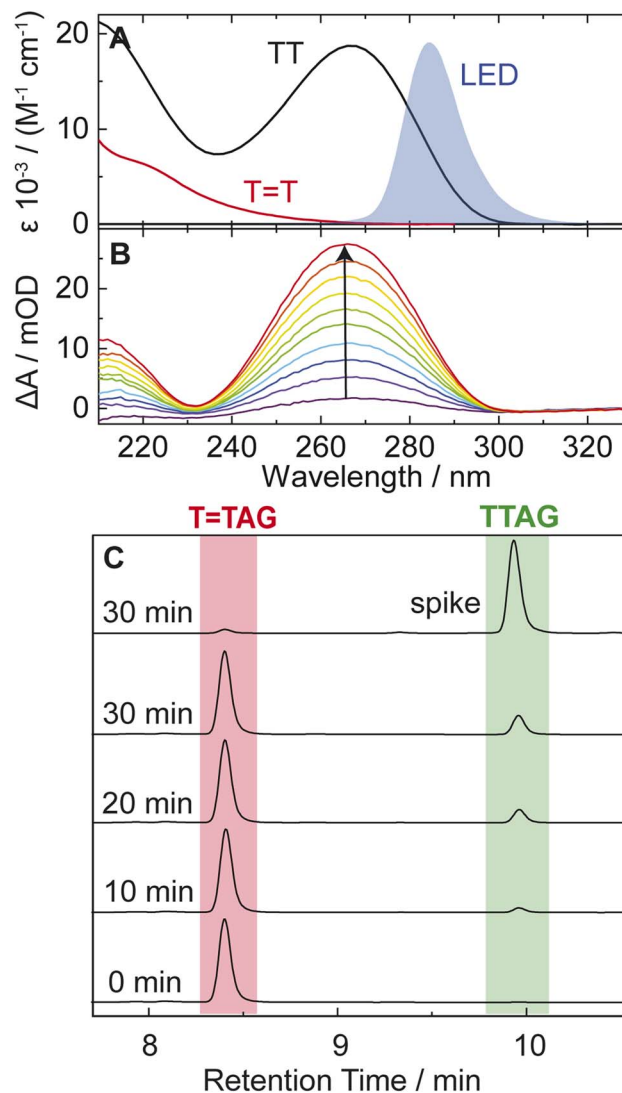 A
20
TT
LED
10
T=T
0
ε 10⁻³ / (M⁻¹ cm⁻¹)
B
20
10
0
ΔA / mOD
220 240 260 280 300 320
Wavelength / nm
T=TAG TTAG
C
30 min
spike
30 min
20 min
10 min
0 min
8 9 10
Retention Time / min